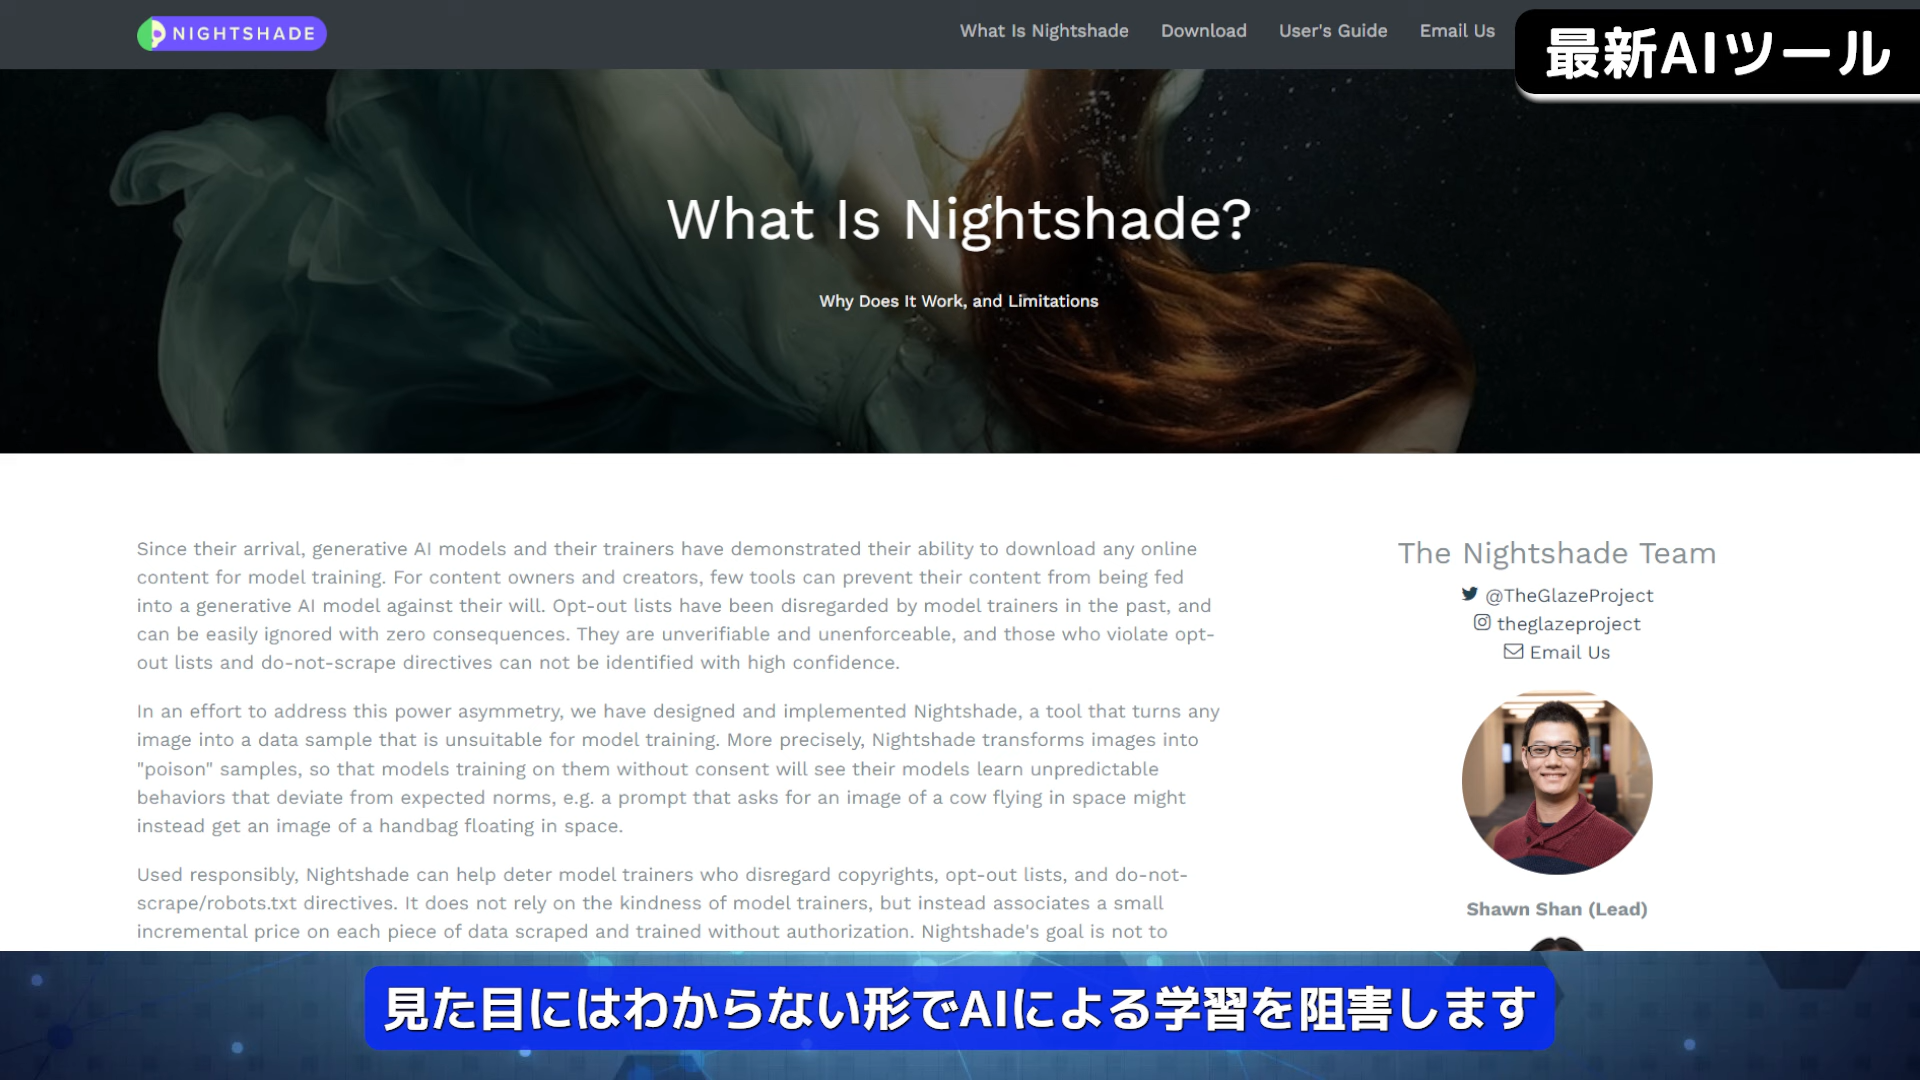 NIGHTSHADE
What Is Nightshade
Download
User's Guide
Email Us
最新AIツール
What Is Nightshade?
Why Does It Work, and Limitations
Since their arrival, generative AI models and their trainers have demonstrated their ability to download any online
content for model training. For content owners and creators, few tools can prevent their content from being fed
into a generative AI model against their will. Opt-out lists have been disregarded by model trainers in the past, and
can be easily ignored with zero consequences. They are unverifiable and unenforceable, and those who violate opt-
out lists and do-not-scrape directives can not be identified with high confidence.
In an effort to address this power asymmetry, we have designed and implemented Nightshade, a tool that turns any
image into a data sample that is unsuitable for model training. More precisely, Nightshade transforms images into
"poison" samples, so that models training on them without consent will see their models learn unpredictable
behaviors that deviate from expected norms, e.g. a prompt that asks for an image of a cow flying in space might
instead get an image of a handbag floating in space.
Used responsibly, Nightshade can help deter model trainers who disregard copyrights, opt-out lists, and do-not-
scrape/robots.txt directives. It does not rely on the kindness of model trainers, but instead associates a small
incremental price on each piece of data scraped and trained without authorization. Nightshade's goal is not to
The Nightshade Team
@TheGlazeProject
theglazeproject
Email Us
Shawn Shan (Lead)
見た目にはわからない形でAIによる学習を阻害します